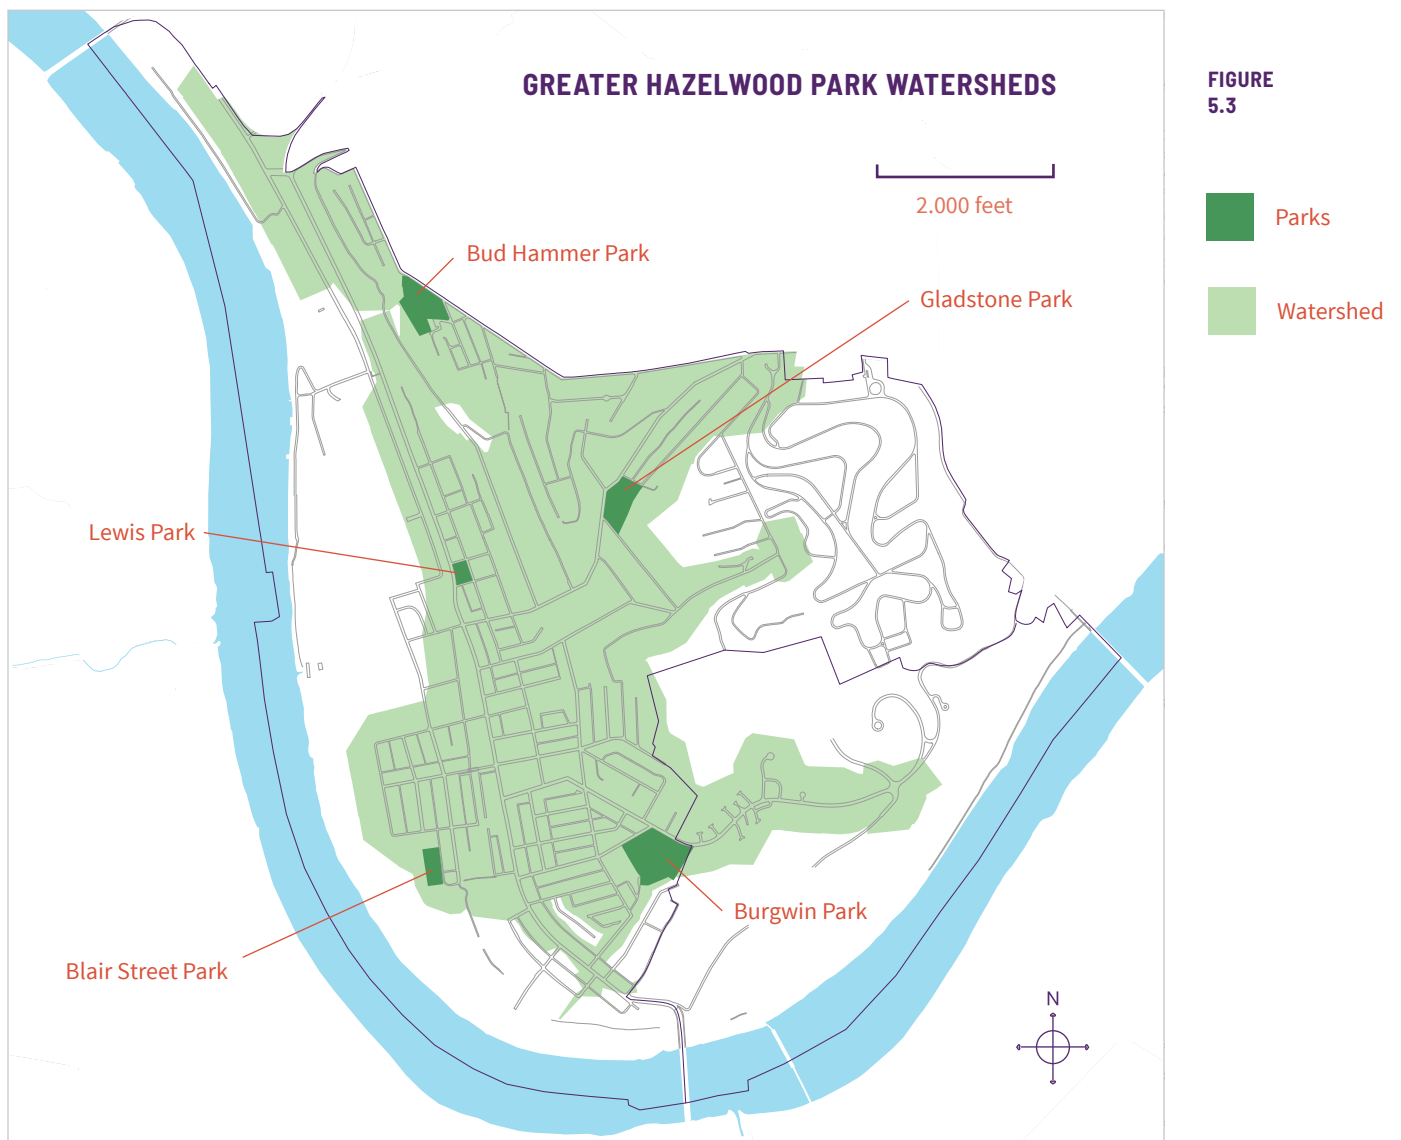 GREATER HAZELWOOD PARK WATERSHEDS
FIGURE
5.3
2.000 feet
Parks
Watershed
Bud Hammer Park
Gladstone Park
Lewis Park
Burgwin Park
Blair Street Park
N